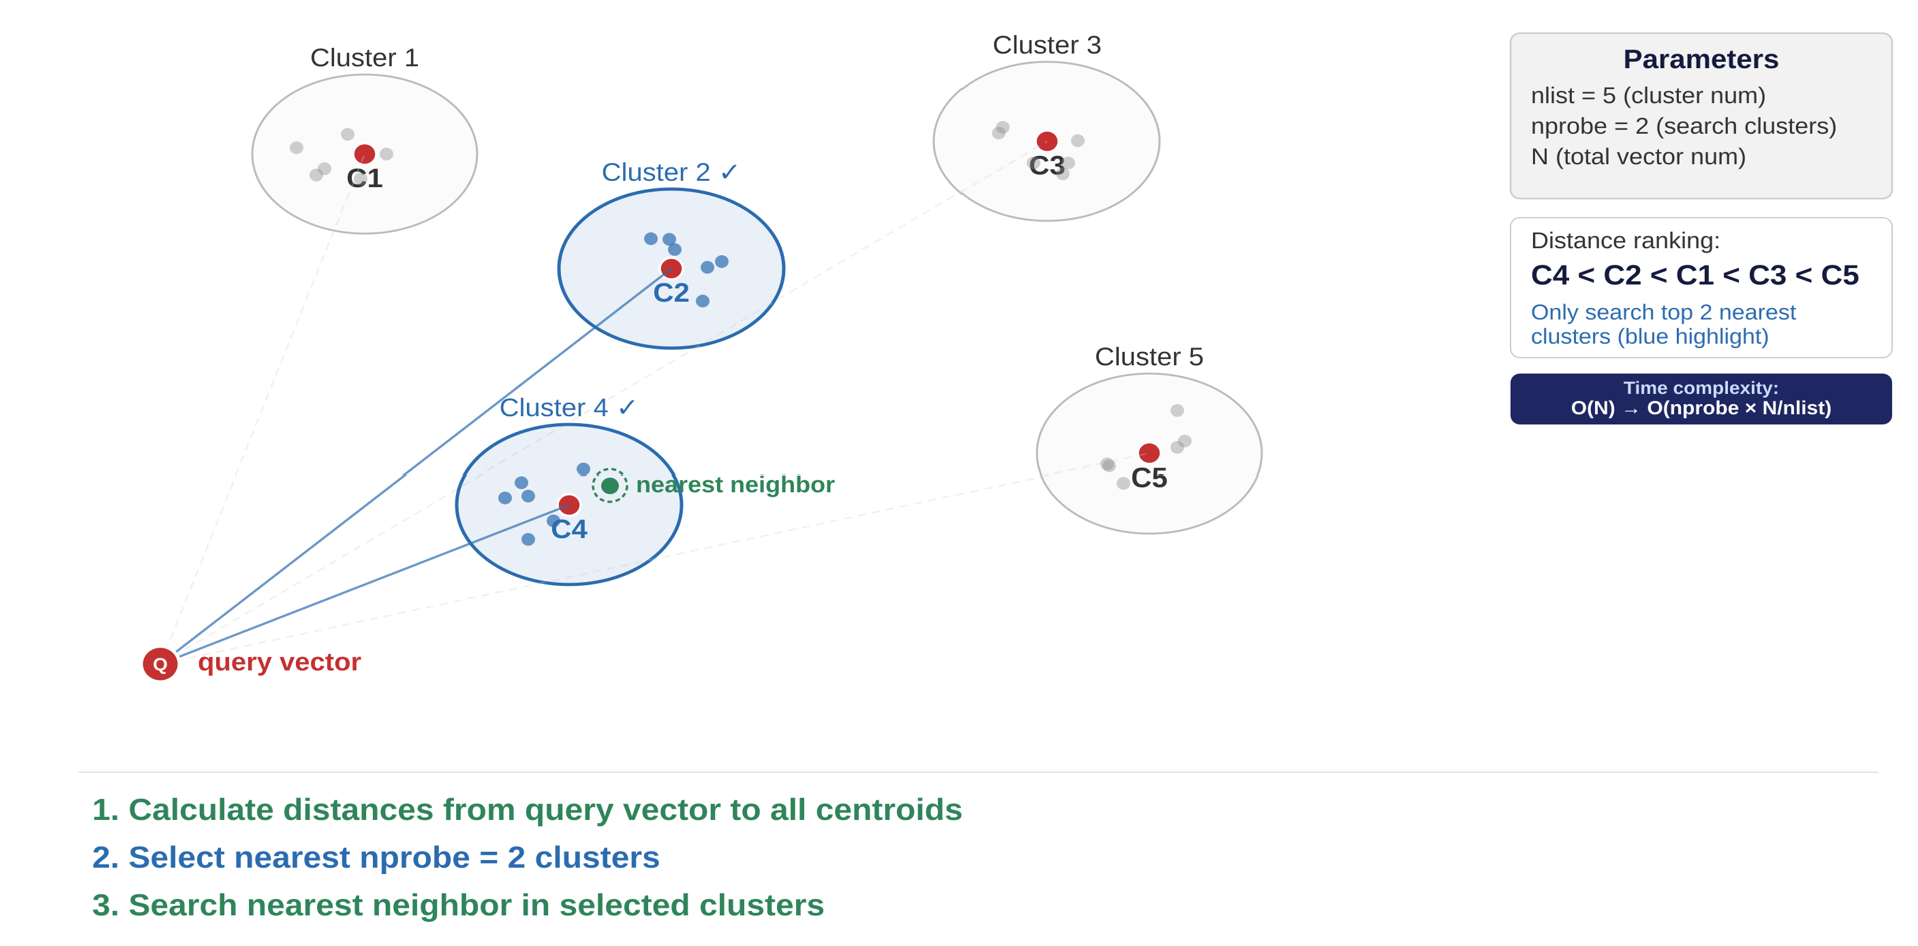 Cluster 1
C1
Cluster 2 ✓
C2
Cluster 3
C3
Cluster 4 ✓
C4
nearest neighbor
Cluster 5
C5
Q
query vector
Parameters
nlist = 5 (cluster num)
nprobe = 2 (search clusters)
N (total vector num)
Distance ranking:
C4 < C2 < C1 < C3 < C5
Only search top 2 nearest
clusters (blue highlight)
Time complexity:
O(N) → O(nprobe × N/nlist)
1. Calculate distances from query vector to all centroids
2. Select nearest nprobe = 2 clusters
3. Search nearest neighbor in selected clusters